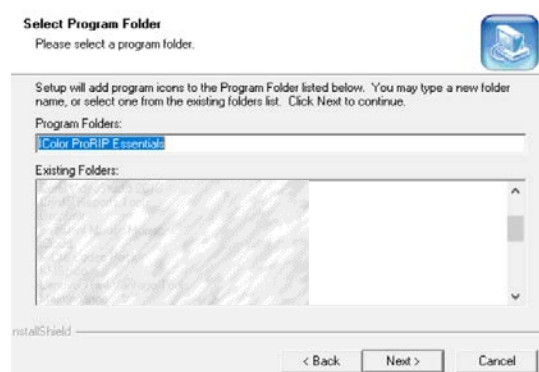 Select Program Folder
Please select a program folder.
Setup will add program icons to the Program Folder listed below. You may type a new folder
name, or select one from the existing folders list. Click Next to continue.
Program Folders:
IColor ProRIP Essentials
Existing Folders:
nstallShield
< Back Next > Cancel